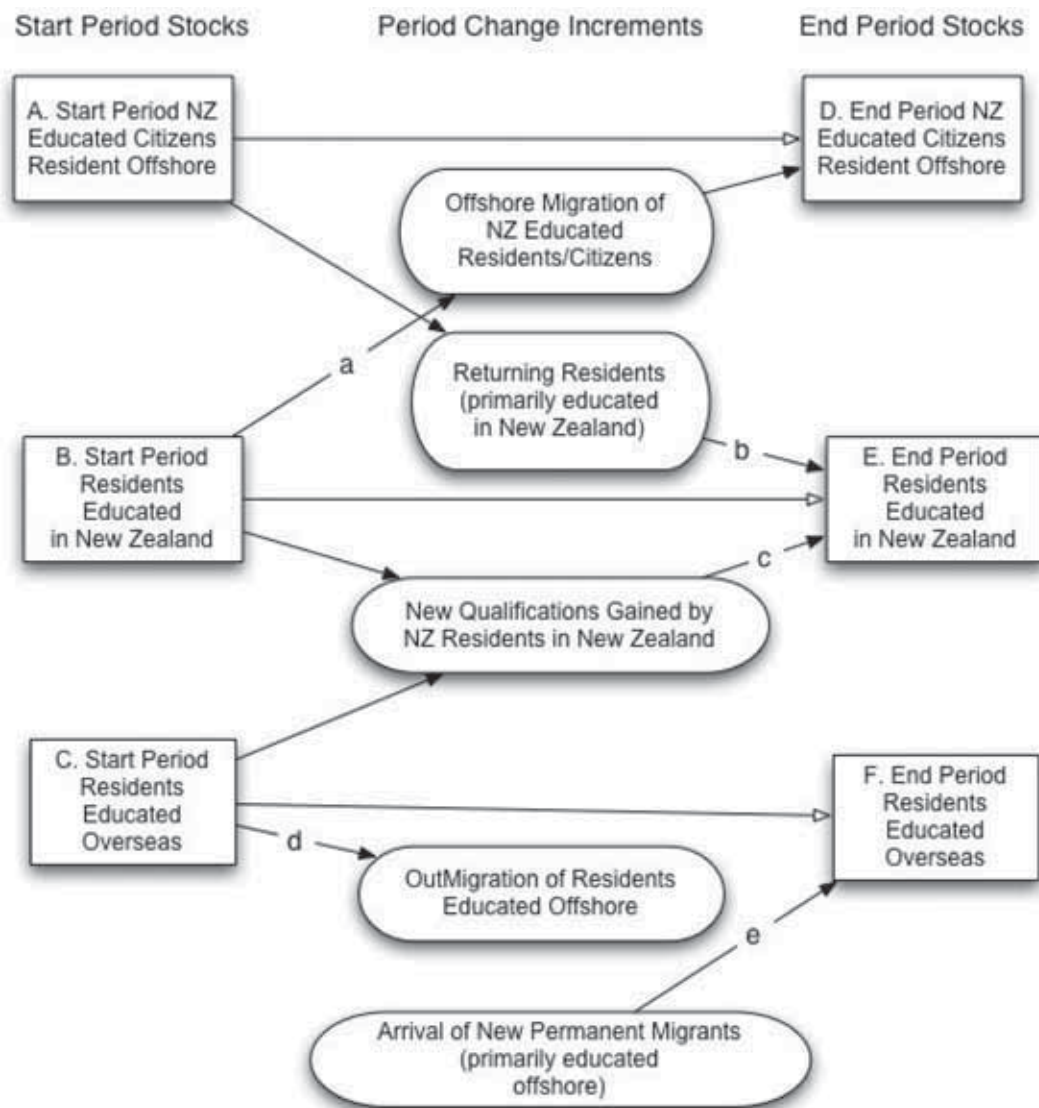 Start Period Stocks
Period Change Increments
End Period Stocks
A. Start Period NZ
Educated Citizens
Resident Offshore
D. End Period NZ
Educated Citizens
Resident Offshore
Offshore Migration of
NZ Educated
Residents/Citizens
a
Returning Residents
(primarily educated
in New Zealand)
b
B. Start Period
Residents
Educated
in New Zealand
E. End Period
Residents
Educated
in New Zealand
c
New Qualifications Gained by
NZ Residents in New Zealand
C. Start Period
Residents
Educated
Overseas
F. End Period
Residents
Educated
Overseas
d
OutMigration of Residents
Educated Offshore
e
Arrival of New Permanent Migrants
(primarily educated
offshore)